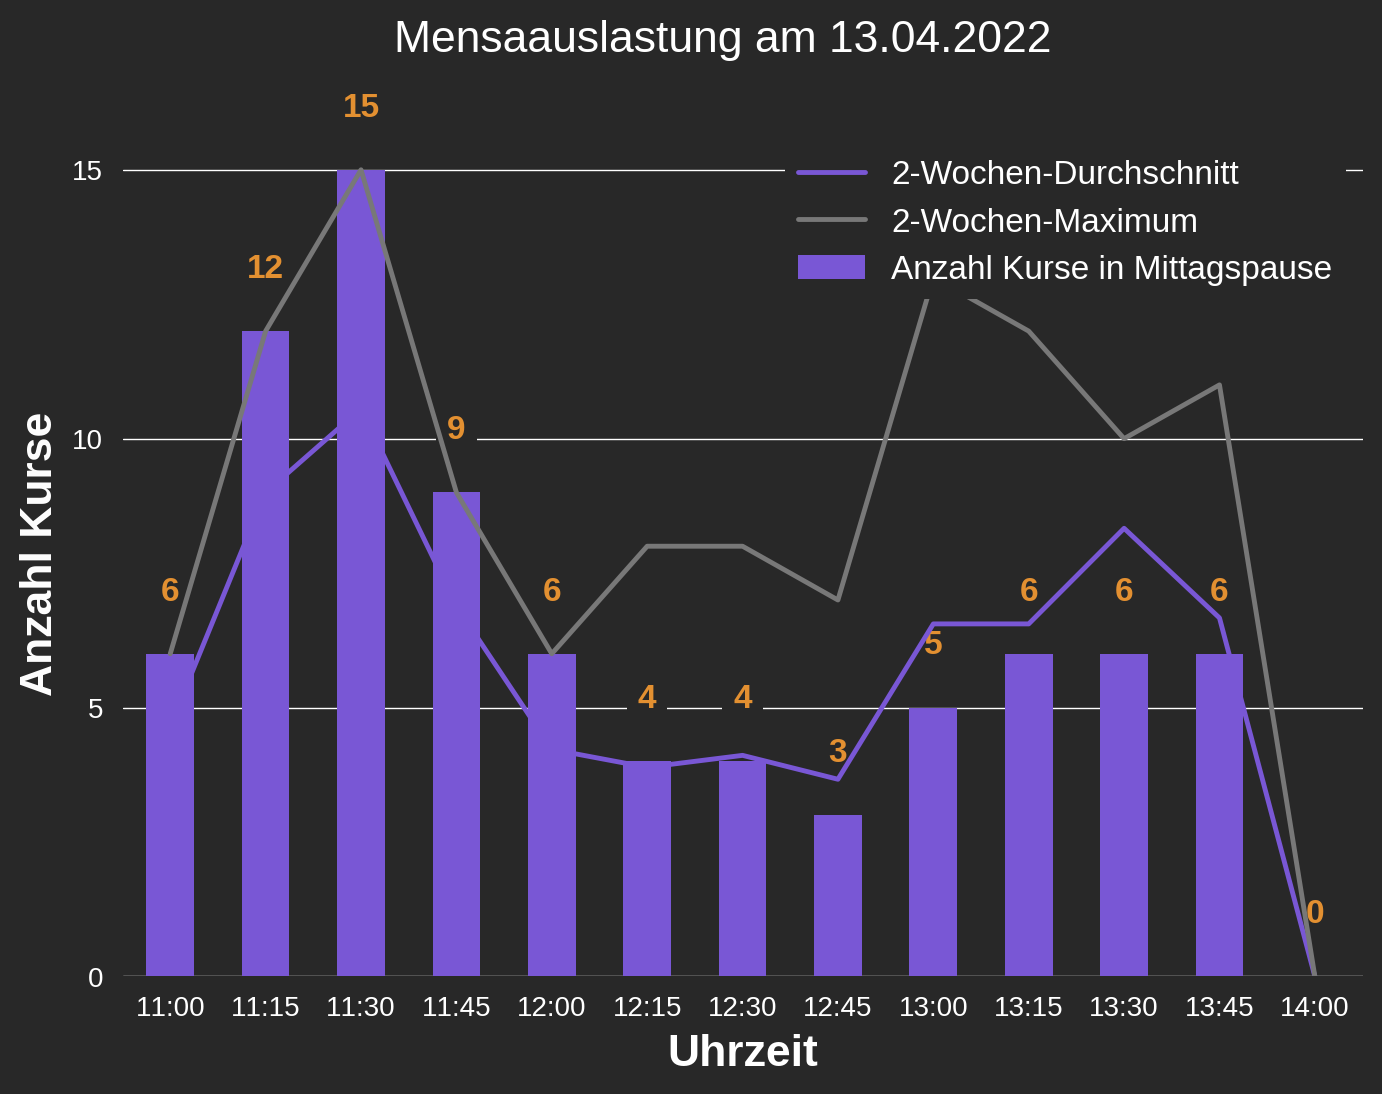 Mensaauslastung am 13.04.2022
2-Wochen-Durchschnitt
2-Wochen-Maximum
Anzahl Kurse in Mittagspause
Anzahl Kurse
15
10
5
0
6
12
15
9
6
4
4
3
5
6
6
6
0
11:00 11:15 11:30 11:45 12:00 12:15 12:30 12:45 13:00 13:15 13:30 13:45 14:00
Uhrzeit